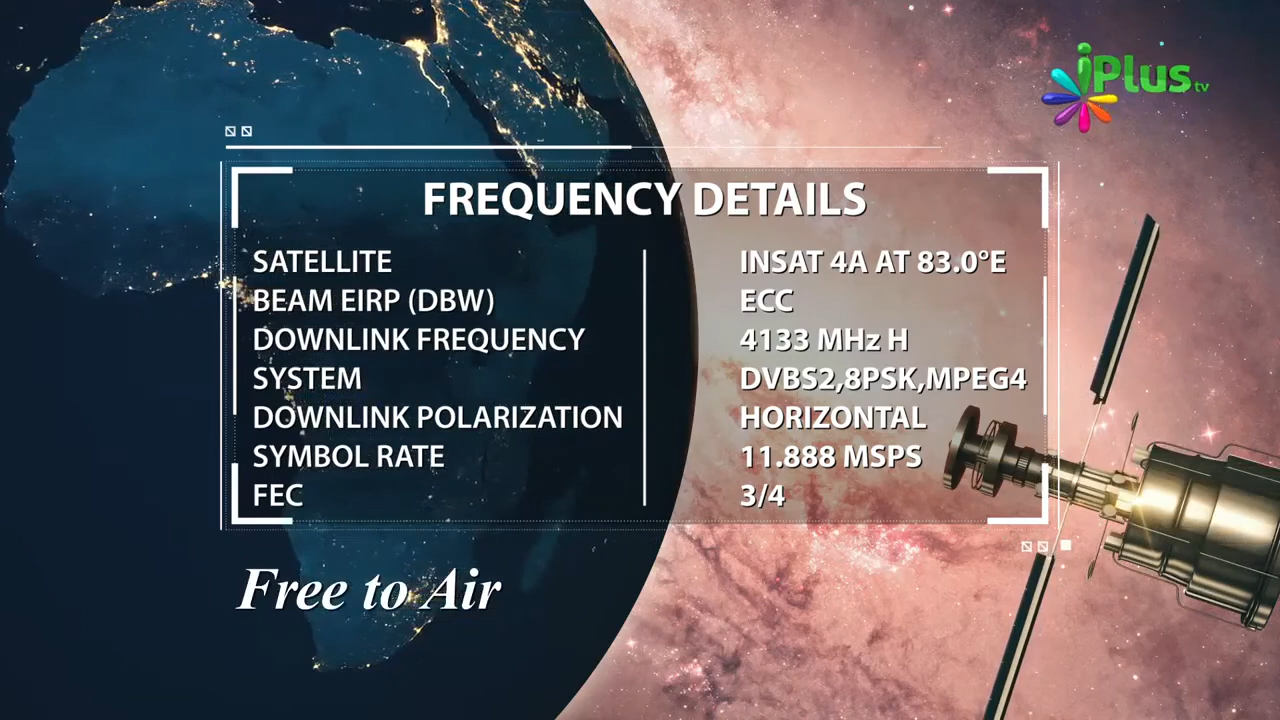 iPlus tv
FREQUENCY DETAILS
SATELLITE INSAT 4A AT 83.0°E
BEAM EIRP (DBW) ECC
DOWNLINK FREQUENCY 4133 MHz H
SYSTEM DVBS2,8PSK,MPEG4
DOWNLINK POLARIZATION HORIZONTAL
SYMBOL RATE 11.888 MSPS
FEC 3/4
Free to Air